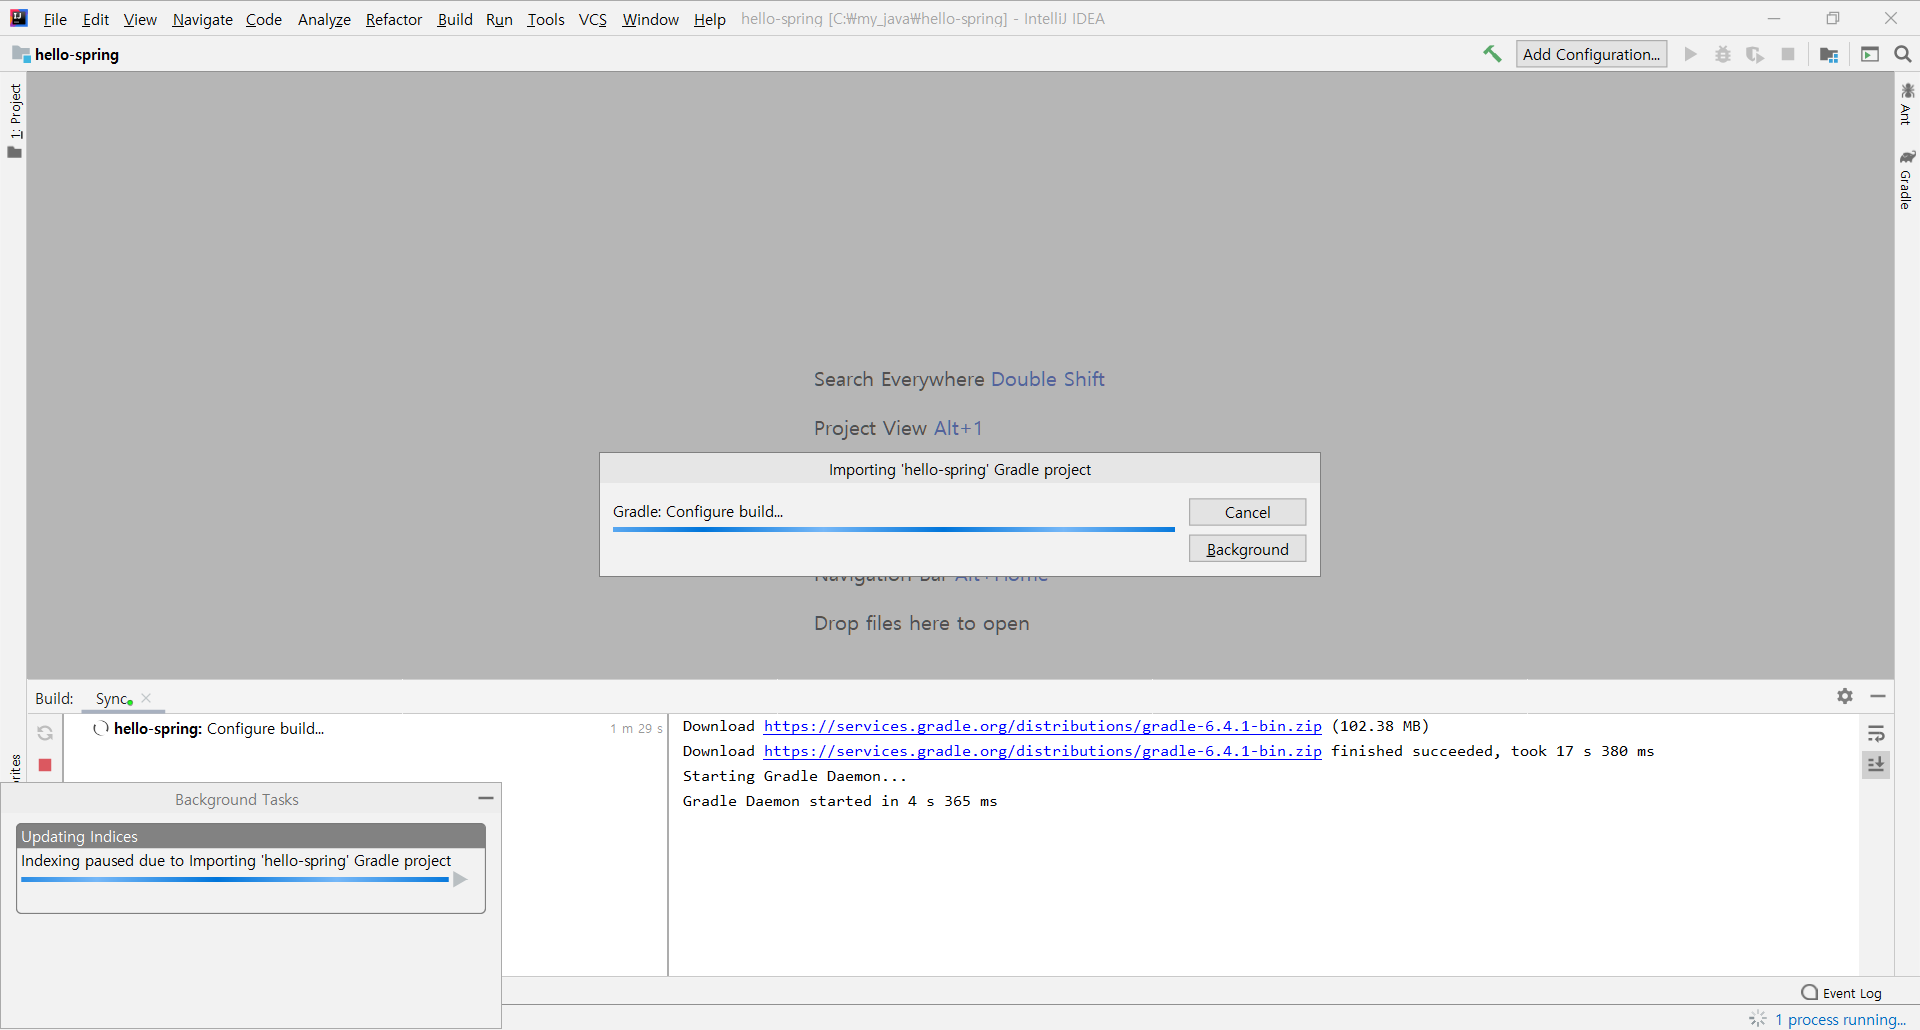 File Edit View Navigate Code Analyze Refactor Build Run Tools VCS Window Help hello-spring [C:₩my_java₩hello-spring] - IntelliJ IDEA
hello-spring
Add Configuration...
1: Project
Ant
Gradle
Search Everywhere Double Shift
Project View Alt+1
Importing 'hello-spring' Gradle project
Gradle: Configure build...
Cancel
Background
Navigation Bar Alt+Home
Drop files here to open
Build: Sync
hello-spring: Configure build... 1 m 29 s
Download https://services.gradle.org/distributions/gradle-6.4.1-bin.zip (102.38 MB)
Download https://services.gradle.org/distributions/gradle-6.4.1-bin.zip finished succeeded, took 17 s 380 ms
Starting Gradle Daemon...
Gradle Daemon started in 4 s 365 ms
rites
Background Tasks
Updating Indices
Indexing paused due to Importing 'hello-spring' Gradle project
Event Log
1 process running...